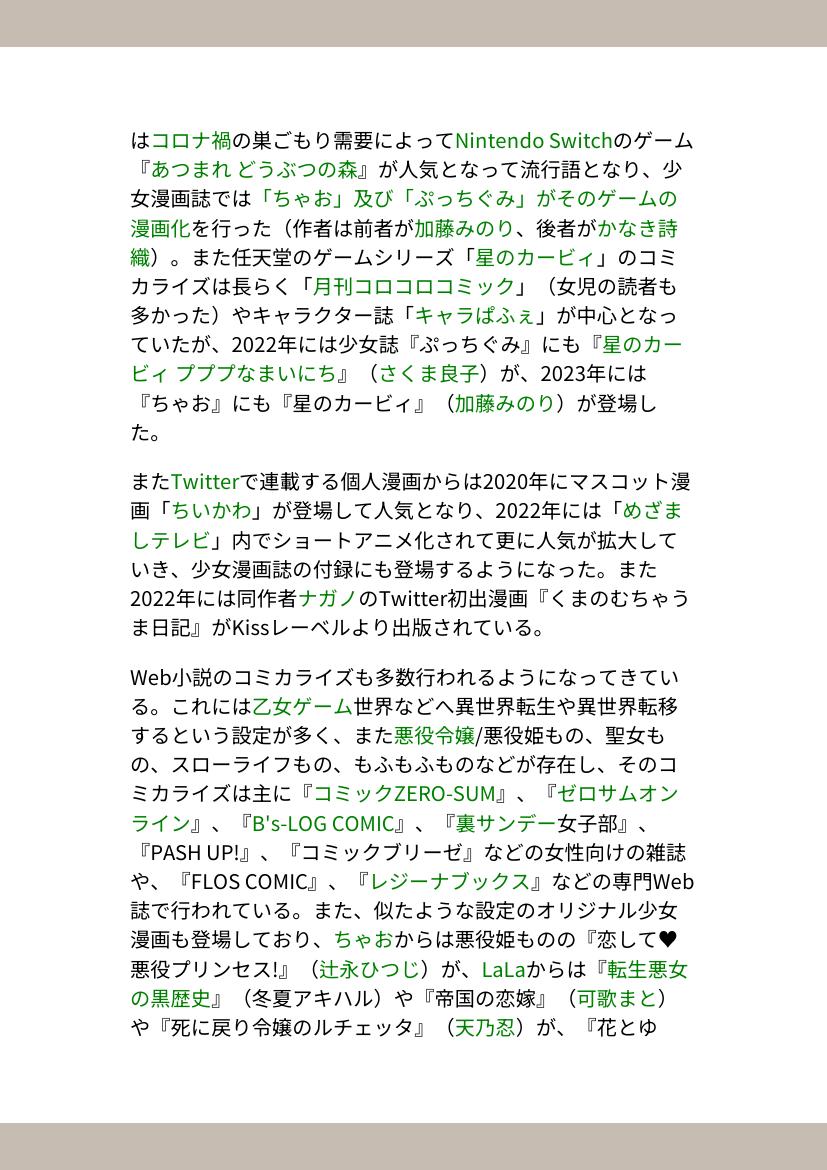 はコロナ禍の巣ごもり需要によってNintendo Switchのゲーム
『あつまれ どうぶつの森』が人気となって流行語となり、少
女漫画誌では「ちゃお」及び「ぷっちぐみ」がそのゲームの
漫画化を行った（作者は前者が加藤みのり、後者がかなき詩
織）。また任天堂のゲームシリーズ「星のカービィ」のコミ
カライズは長らく「月刊コロコロコミック」（女児の読者も
多かった）やキャラクター誌「キャラぱふぇ」が中心となっ
ていたが、2022年には少女誌『ぷっちぐみ』にも『星のカー
ビィ プププなまいにち』（さくま良子）が、2023年には
『ちゃお』にも『星のカービィ』（加藤みのり）が登場し
た。
またTwitterで連載する個人漫画からは2020年にマスコット漫
画「ちいかわ」が登場して人気となり、2022年には「めざま
しテレビ」内でショートアニメ化されて更に人気が拡大して
いき、少女漫画誌の付録にも登場するようになった。また
2022年には同作者ナガノのTwitter初出漫画『くまのむちゃう
ま日記』がKissレーベルより出版されている。
Web小説のコミカライズも多数行われるようになってきてい
る。これには乙女ゲーム世界などへ異世界転生や異世界転移
するという設定が多く、また悪役令嬢/悪役姫もの、聖女も
の、スローライフもの、もふもふものなどが存在し、そのコ
ミカライズは主に『コミックZERO-SUM』、『ゼロサムオン
ライン』、『B's-LOG COMIC』、『裏サンデー女子部』、
『PASH UP!』、『コミックブリーゼ』などの女性向けの雑誌
や、『FLOS COMIC』、『レジーナブックス』などの専門Web
誌で行われている。また、似たような設定のオリジナル少女
漫画も登場しており、ちゃおからは悪役姫ものの『恋して♥
悪役プリンセス!』（辻永ひつじ）が、LaLaからは『転生悪女
の黒歴史』（冬夏アキハル）や『帝国の恋嫁』（可歌まと）
や『死に戻り令嬢のルチェッタ』（天乃忍）が、『花とゆ